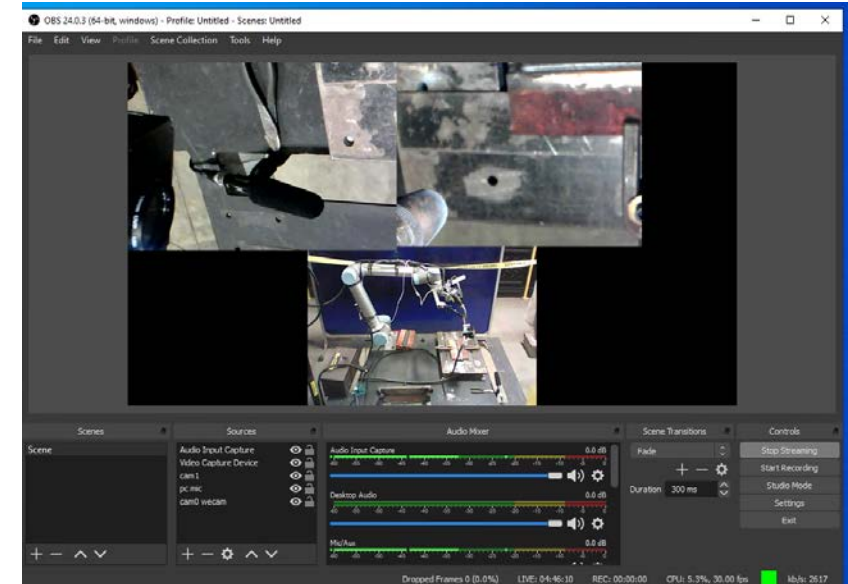 OBS 24.0.3 (64-bit, windows) - Profile: Untitled - Scenes: Untitled
File Edit View Profile Scene Collection Tools Help
Scenes
Scene
Sources
Audio Input Capture
Video Capture Device
cam1
pc mic
cam0 wecam
Audio Mixer
Audio Input Capture 0.0 dB
Desktop Audio 0.0 dB
Mic/Aux 0.0 dB
Scene Transitions
Fade
Duration 300 ms
Controls
Stop Streaming
Start Recording
Studio Mode
Settings
Exit
Dropped Frames 0 (0.0%) LIVE: 04:46:10 REC: 00:00:00 CPU: 5.3%, 30.00 fps kb/s: 2617